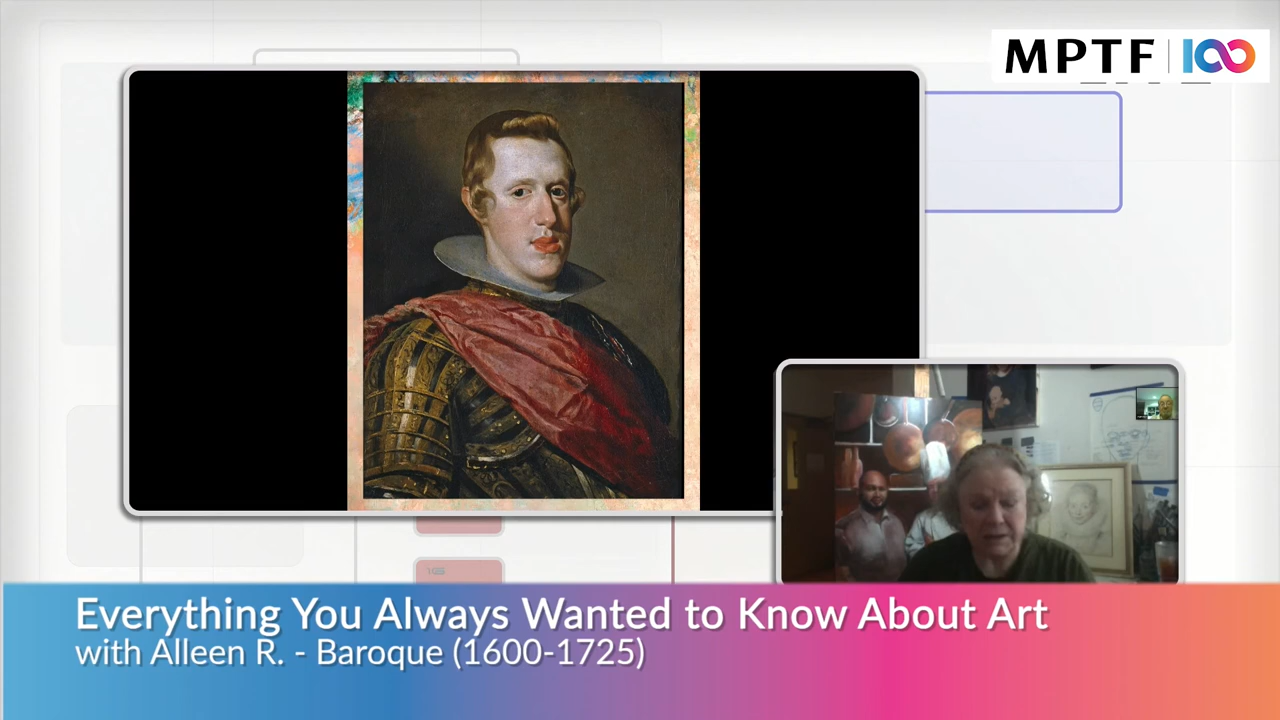 MPTF 100
Everything You Always Wanted to Know About Art
with Alleen R. - Baroque (1600-1725)